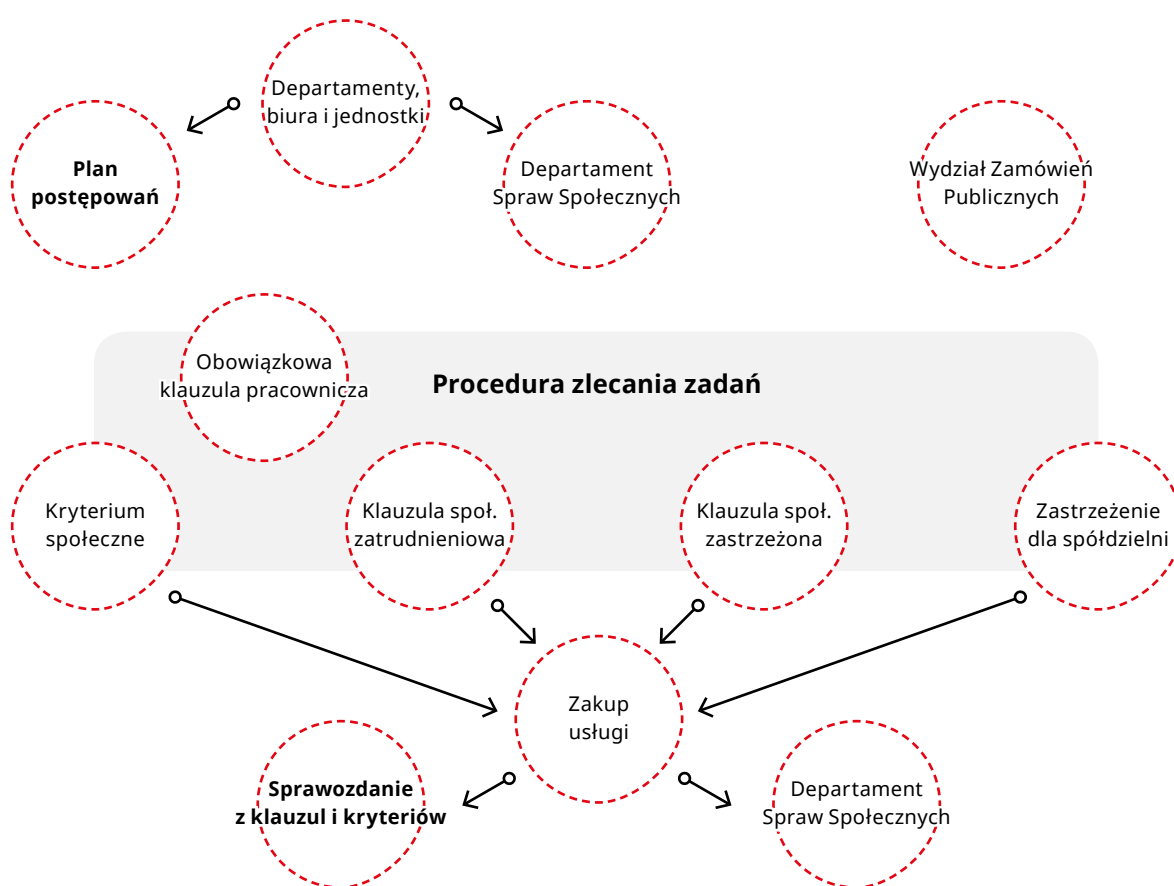 Departamenty,
biura i jednostki
Plan
postępowań
Departament
Spraw Społecznych
Wydział Zamówień
Publicznych
Obowiązkowa
klauzula pracownicza
Procedura zlecania zadań
Kryterium
społeczne
Klauzula społ.
zatrudnieniowa
Klauzula społ.
zastrzeżona
Zastrzeżenie
dla spółdzielni
Zakup
usługi
Sprawozdanie
z klauzul i kryteriów
Departament
Spraw Społecznych